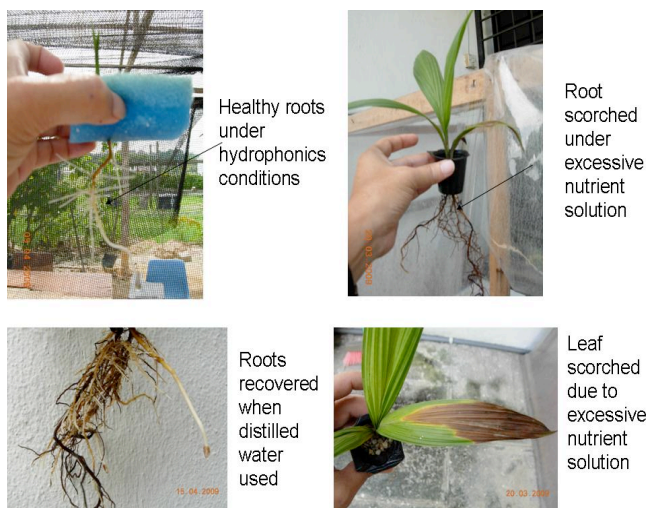 Healthy roots
under
hydrophonics
conditions
Root
scorched
under
excessive
nutrient
solution
Roots
recovered
when
distilled
water
used
15.04.2009
Leaf
scorched
due to
excessive
nutrient
solution
20.03.2009